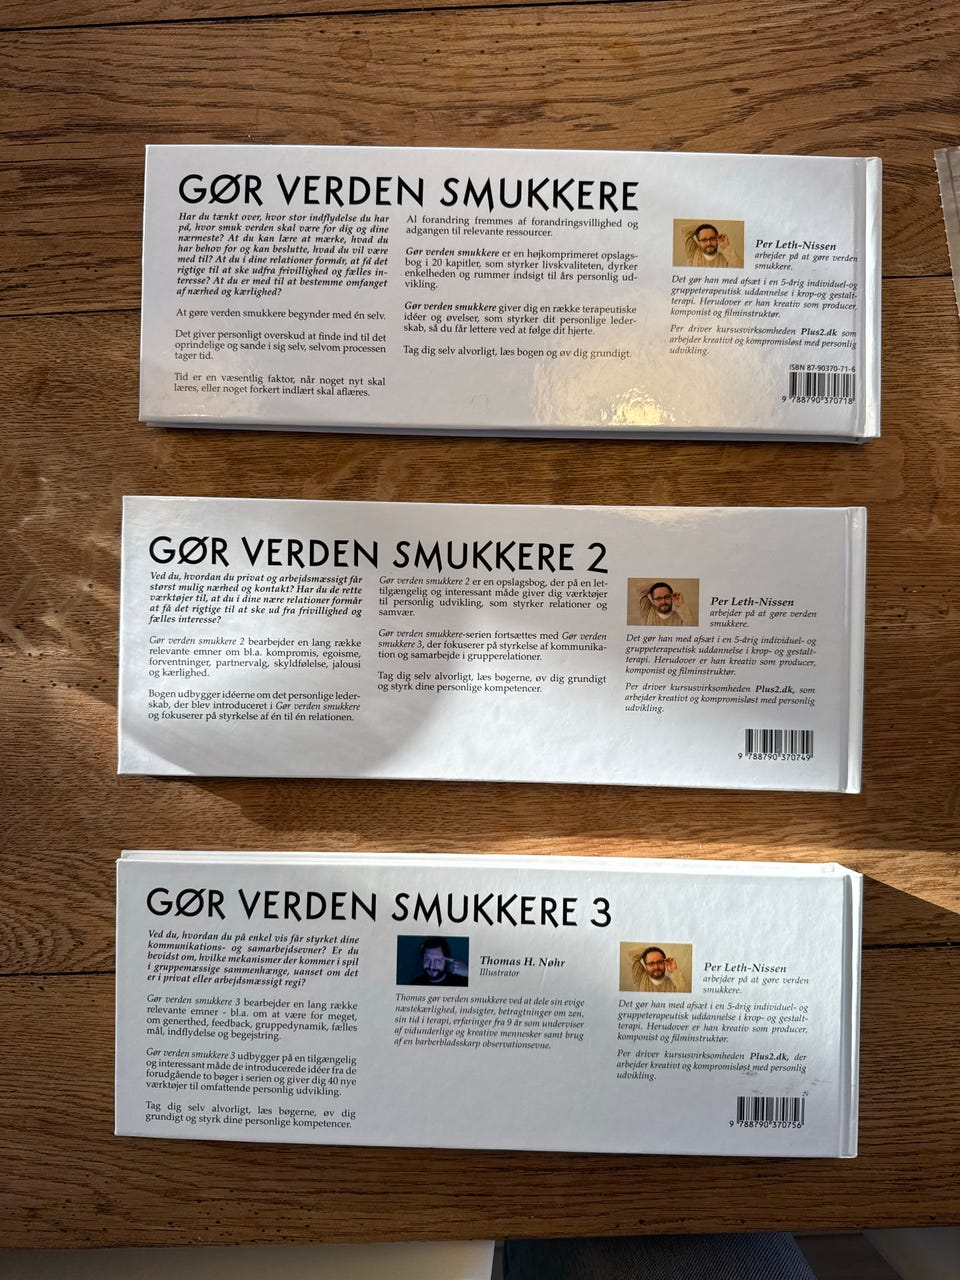 GØR VERDEN SMUKKERE
Har du tænkt over, hvor stor indflydelse du har
på, hvor smuk verden skal være for dig og dine
nærmeste? At du kan lære at mærke, hvad du
har behov for og kan beslutte, hvad du vil være
med til? At du i dine relationer formår, at få det
rigtige til at ske udfra frivillighed og fælles in-
teresse? At du er med til at bestemme omfanget
af nærhed og kærlighed?
At gøre verden smukkere begynder med én selv.
Det giver personligt overskud at finde ind til det
oprindelige og sande i sig selv, selvom processen
tager tid.
Tid er en væsentlig faktor, når noget nyt skal
læres, eller noget forkert indlært skal aflæres.
Al forandring fremmes af forandringsvillighed og
adgangen til relevante ressourcer.
Gør verden smukkere er en højkomprimeret opslags-
bog i 20 kapitler, som styrker livskvaliteten, dyrker
enkelheden og rummer indsigt til års personlig ud-
vikling.
Gør verden smukkere giver dig en række terapeutiske
idéer og øvelser, som styrker dit personlige leder-
skab, så du får lettere ved at følge dit hjerte.
Tag dig selv alvorligt, læs bogen og øv dig grundigt.
Per Leth-Nissen
arbejder på at gøre verden
smukkere.
Det gør han med afsæt i en 5-årig individuel-og
gruppeterapeutisk uddannelse i krop-og gestalt-
terapi. Herudover er han kreativ som producer,
komponist og filminstruktør.
Per driver kursusvirksomheden Plus2.dk som
arbejder kreativt og kompromisløst med personlig
udvikling.
ISBN 87-90370-71-6
9 788790 370718
GØR VERDEN SMUKKERE 2
Ved du, hvordan du privat og arbejdsmæssigt får
størst mulig nærhed og kontakt? Har du de rette
værktøjer til, at du i dine nære relationer formår
at få det rigtige til at ske ud fra frivillighed og
fælles interesse?
Gør verden smukkere 2 bearbejder en lang række
relevante emner om bl.a. kompromis, egoisme,
forventninger, partnervalg, skyldfølelse, jalousi
og kærlighed.
Bogen udbygger idéerne om det personlige leder-
skab, der blev introduceret i Gør verden smukkere
og fokuserer på styrkelse af én til én relationen.
Gør verden smukkere 2 er en opslagsbog, der på en let-
tilgængelig og interessant måde giver dig værktøjer
til personlig udvikling, som styrker relationer og
samvær.
Gør verden smukkere-serien fortsættes med Gør verden
smukkere 3, der fokuserer på styrkelse af kommunika-
tion og samarbejde i grupperelationer.
Tag dig selv alvorligt, læs bøgerne, øv dig grundigt
og styrk dine personlige kompetencer.
Per Leth-Nissen
arbejder på at gøre verden
smukkere.
Det gør han med afsæt i en 5-årig individuel- og
gruppeterapeutisk uddannelse i krop- og gestalt-
terapi. Herudover er han kreativ som producer,
komponist og filminstruktør.
Per driver kursusvirksomheden Plus2.dk, som
arbejder kreativt og kompromisløst med personlig
udvikling.
9 788790 370749
GØR VERDEN SMUKKERE 3
Ved du, hvordan du på enkel vis får styrket dine
kommunikations- og samarbejdsevner? Er du
bevidst om, hvilke mekanismer der kommer i spil
i gruppemæssige sammenhænge, uanset om det
er i privat eller arbejdsmæssigt regi?
Gør verden smukkere 3 bearbejder en lang række
relevante emner - bl.a. om at være for meget,
om generthed, feedback, gruppedynamik, fælles
mål, indflydelse og begejstring.
Gør verden smukkere 3 udbygger på en tilgængelig
og interessant måde de introducerede idéer fra de
forudgående to bøger i serien og giver dig 40 nye
værktøjer til omfattende personlig udvikling.
Tag dig selv alvorligt, læs bøgerne, øv dig
grundigt og styrk dine personlige kompetencer.
Thomas H. Nøhr
Illustrator
Thomas gør verden smukkere ved at dele sin evige
næstekærlighed, indsigter, betragtninger om zen,
sin tid i terapi, erfaringer fra 9 år som underviser
af vidunderlige og kreative mennesker samt brug
af en barberbladsskarp observationsevne.
Per Leth-Nissen
arbejder på at gøre verden
smukkere.
Det gør han med afsæt i en 5-årig individuel- og
gruppeterapeutisk uddannelse i krop- og gestalt-
terapi. Herudover er han kreativ som producer,
komponist og filminstruktør.
Per driver kursusvirksomheden Plus2.dk, der
arbejder kreativt og kompromisløst med personlig
udvikling.
9 788790 370756